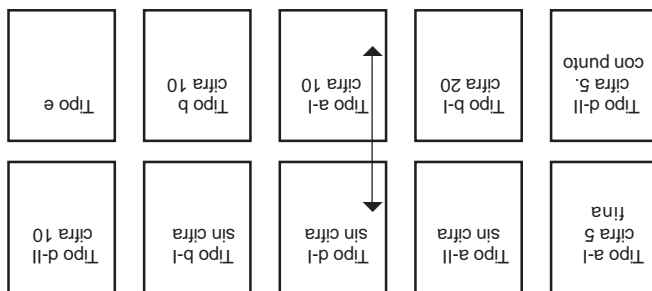 Tipo a-I
cifra 5
fina
Tipo a-II
sin cifra
Tipo d-I
sin cifra
Tipo b-I
sin cifra
Tipo d-II
cifra 10
Tipo d-II
cifra 5.
con punto
Tipo b-I
cifra 20
Tipo a-I
cifra 10
Tipo b
cifra 10
Tipo e